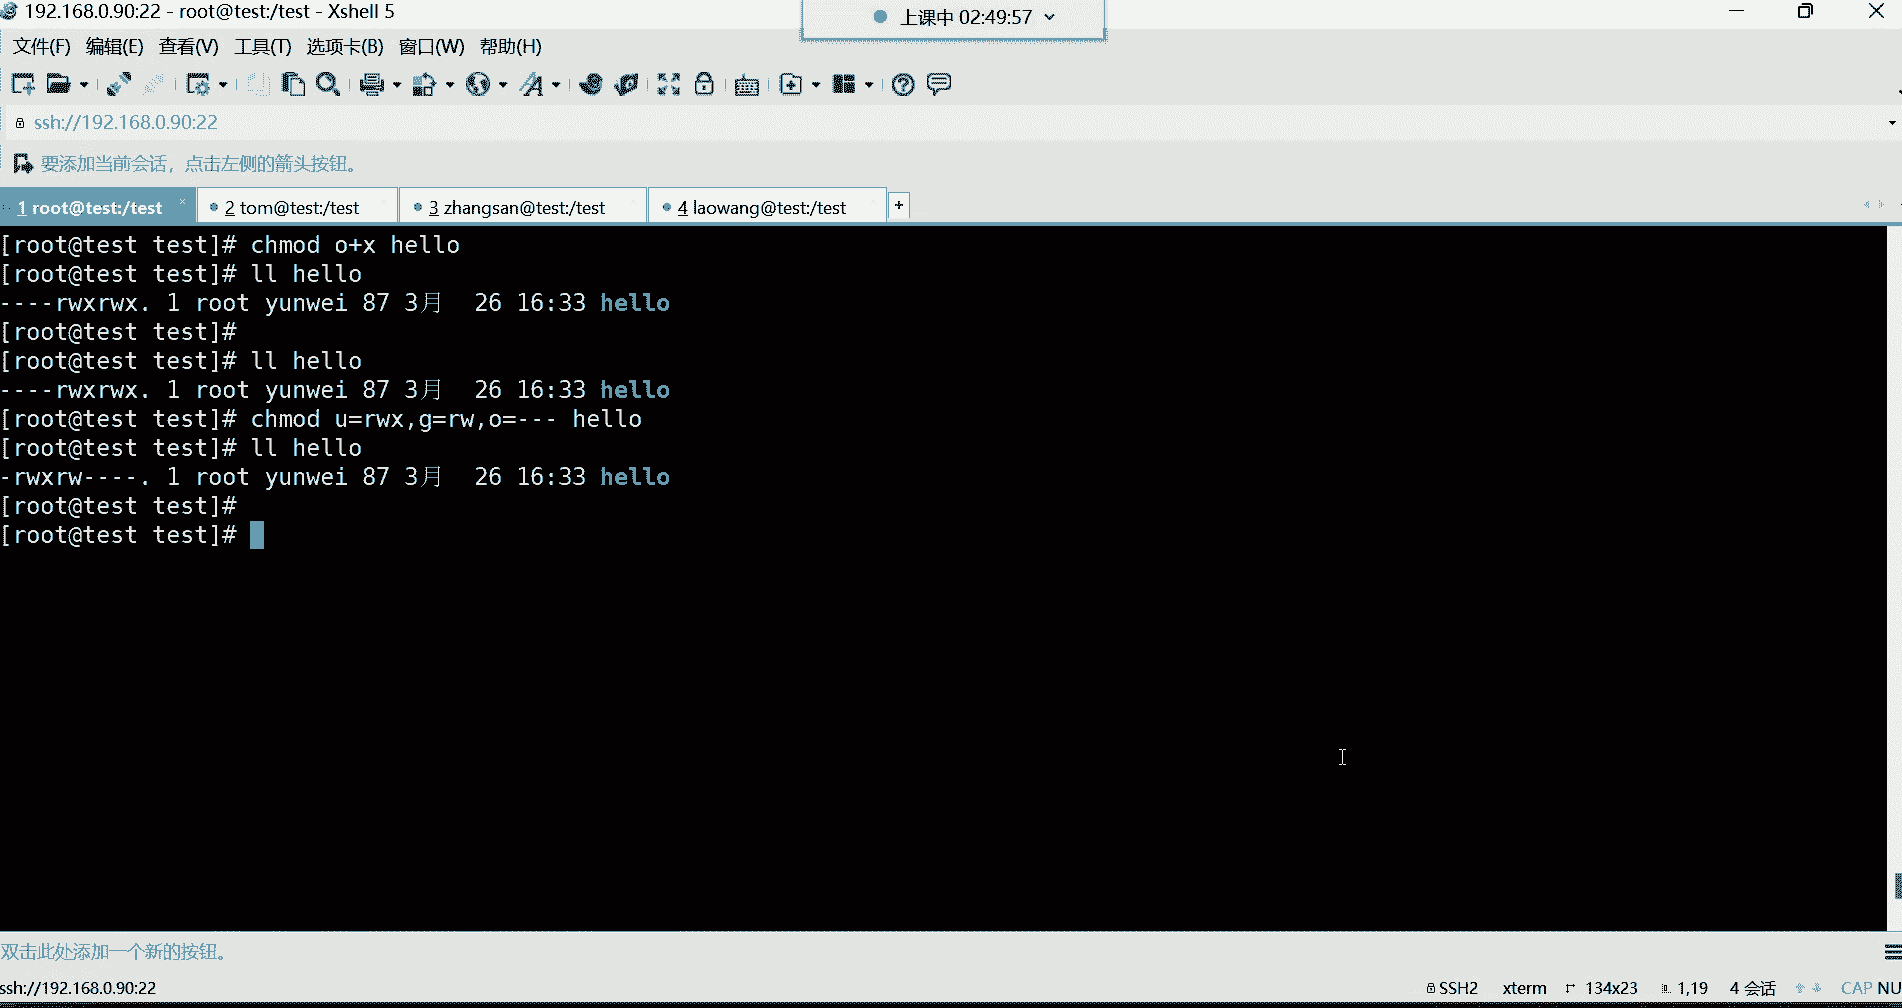 192.168.0.90:22 - root@test:/test - Xshell 5
上课中 02:49:57
文件(F) 编辑(E) 查看(V) 工具(T) 选项卡(B) 窗口(W) 帮助(H)
ssh://192.168.0.90:22
要添加当前会话，点击左侧的箭头按钮。
1 root@test:/test 2 tom@test:/test 3 zhangsan@test:/test 4 laowang@test:/test +
[root@test test]# chmod o+x hello
[root@test test]# ll hello
----rwxrwx. 1 root yunwei 87 3月  26 16:33 hello
[root@test test]#
[root@test test]# ll hello
----rwxrwx. 1 root yunwei 87 3月  26 16:33 hello
[root@test test]# chmod u=rwx,g=rw,o=--- hello
[root@test test]# ll hello
-rwxrw----. 1 root yunwei 87 3月  26 16:33 hello
[root@test test]#
[root@test test]#
双击此处添加一个新的按钮。
ssh://192.168.0.90:22 SSH2 xterm 134x23 1,19 4 会话 CAP NU